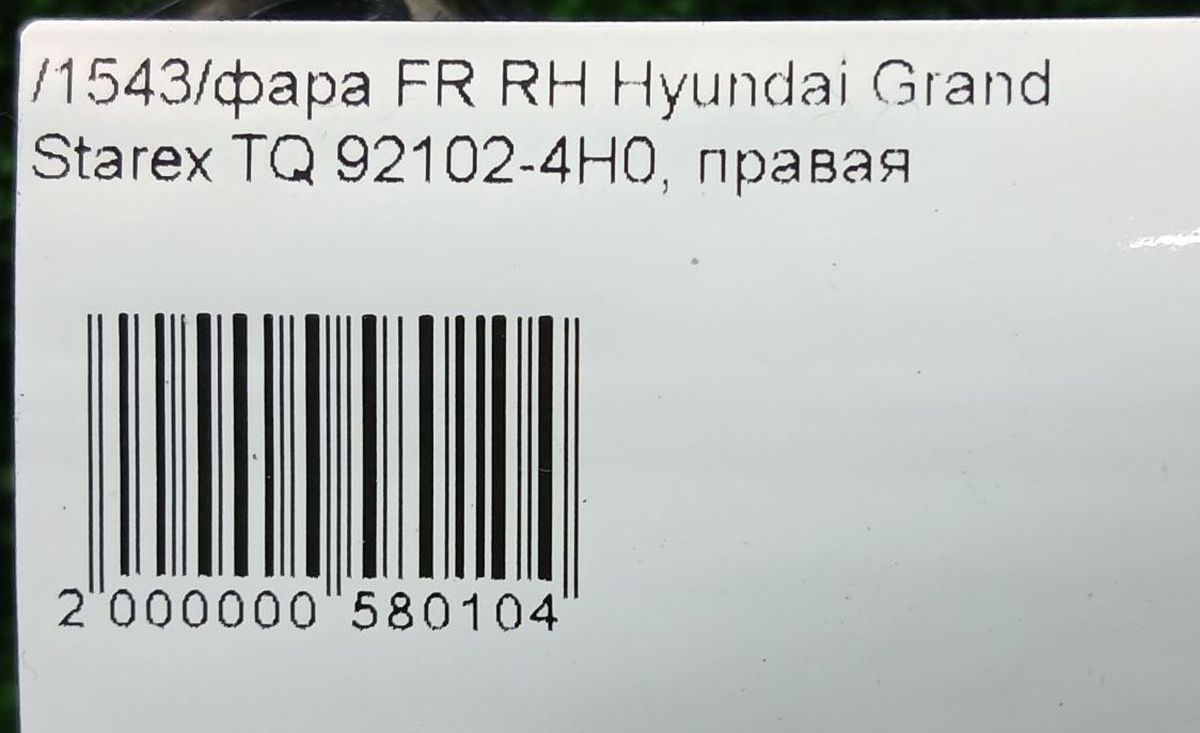 /1543/фара FR RH Hyundai Grand
Starex TQ 92102-4H0, правая
2 000000 580104